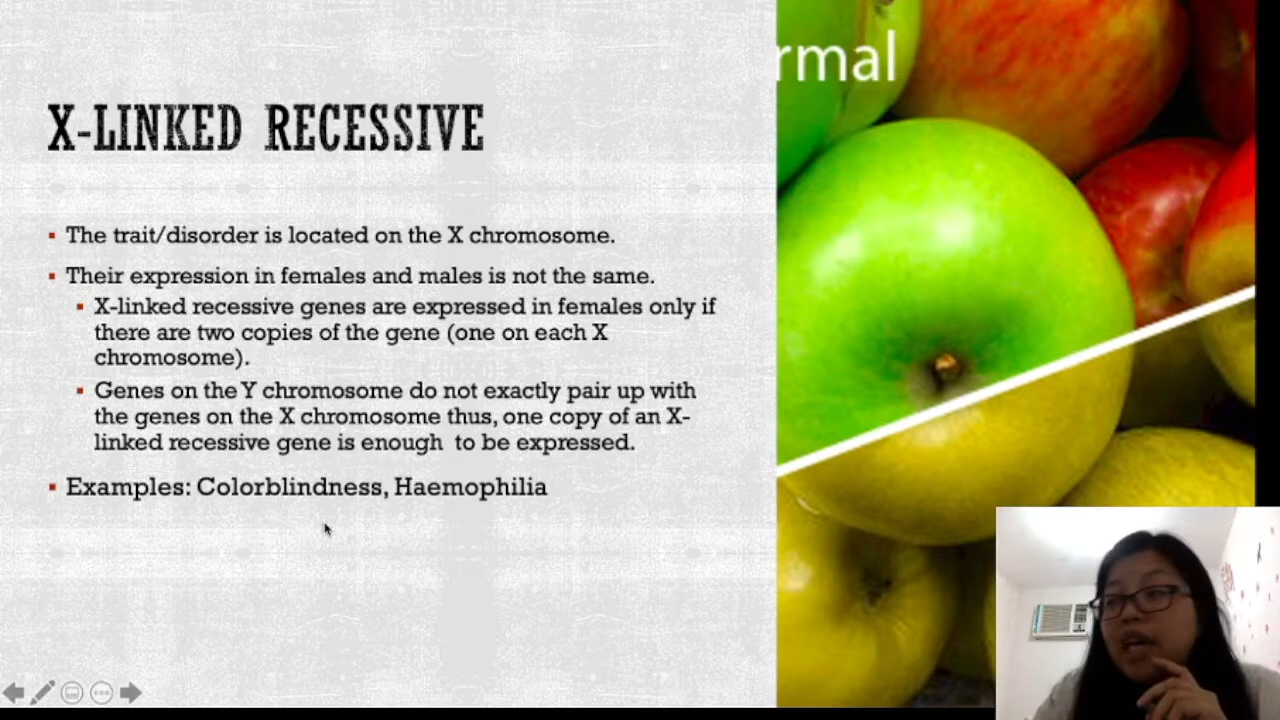 rmal
X-LINKED RECESSIVE
▪ The trait/disorder is located on the X chromosome.
▪ Their expression in females and males is not the same.
▪ X-linked recessive genes are expressed in females only if
there are two copies of the gene (one on each X
chromosome).
▪ Genes on the Y chromosome do not exactly pair up with
the genes on the X chromosome thus, one copy of an X-
linked recessive gene is enough to be expressed.
▪ Examples: Colorblindness, Haemophilia